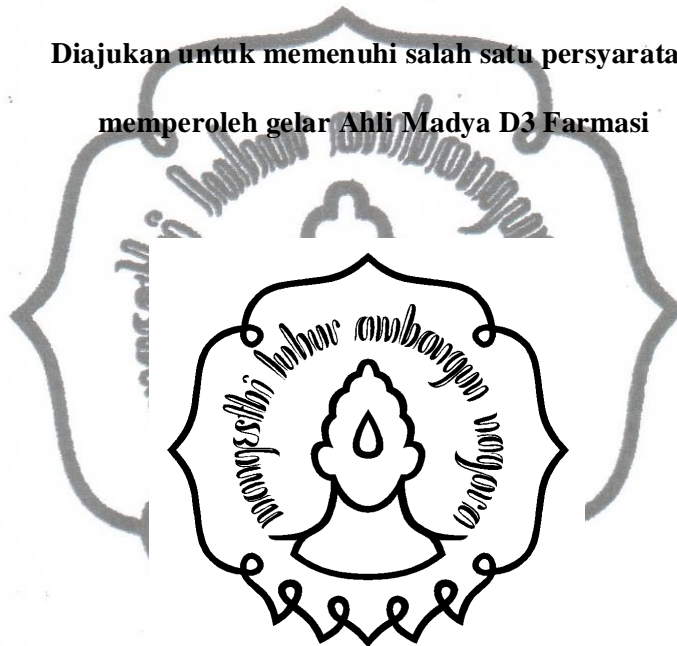 Diajukan untuk memenuhi salah satu persyarata
memperoleh gelar Ahli Madya D3 Farmasi
mangesthi luhur ambangun nagara